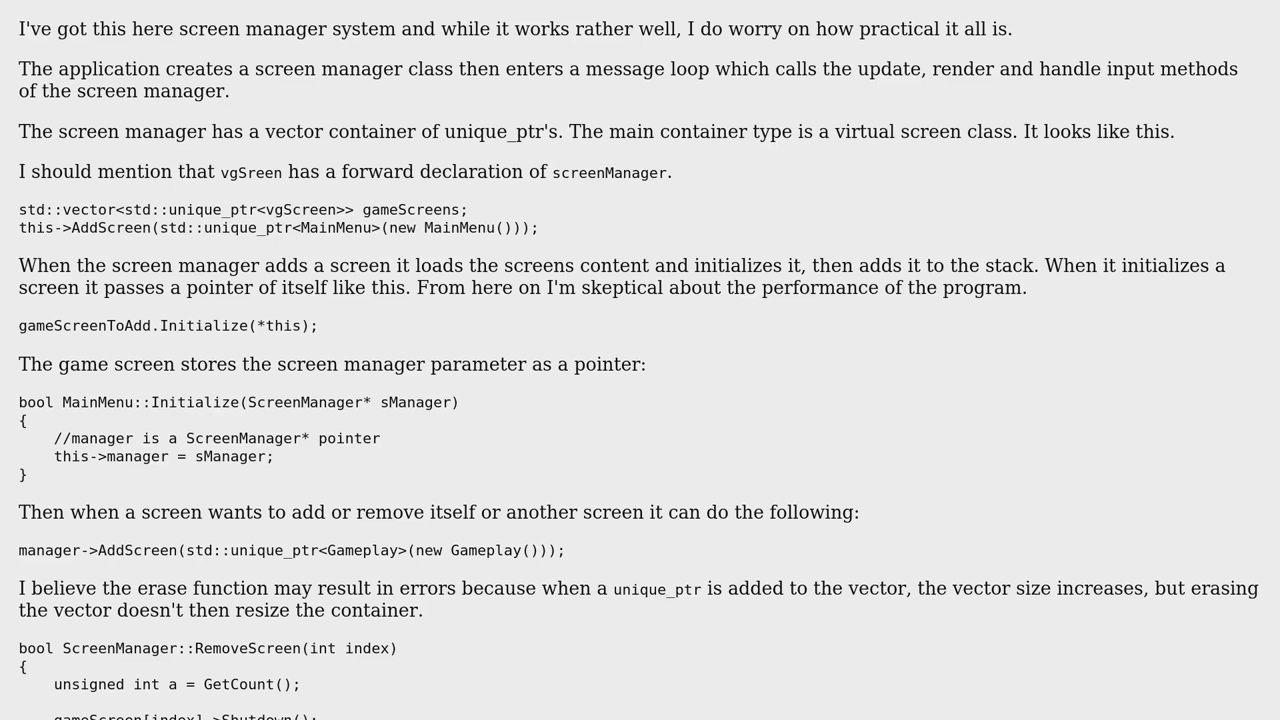 I've got this here screen manager system and while it works rather well, I do worry on how practical it all is.
The application creates a screen manager class then enters a message loop which calls the update, render and handle input methods
of the screen manager.
The screen manager has a vector container of unique_ptr's. The main container type is a virtual screen class. It looks like this.
I should mention that vgSreen has a forward declaration of screenManager.
std::vector<std::unique_ptr<vgScreen>> gameScreens;
this->AddScreen(std::unique_ptr<MainMenu>(new MainMenu()));
When the screen manager adds a screen it loads the screens content and initializes it, then adds it to the stack. When it initializes a
screen it passes a pointer of itself like this. From here on I'm skeptical about the performance of the program.
gameScreenToAdd.Initialize(*this);
The game screen stores the screen manager parameter as a pointer:
bool MainMenu::Initialize(ScreenManager* sManager)
{
    //manager is a ScreenManager* pointer
    this->manager = sManager;
}
Then when a screen wants to add or remove itself or another screen it can do the following:
manager->AddScreen(std::unique_ptr<Gameplay>(new Gameplay()));
I believe the erase function may result in errors because when a unique_ptr is added to the vector, the vector size increases, but erasing
the vector doesn't then resize the container.
bool ScreenManager::RemoveScreen(int index)
{
    unsigned int a = GetCount();
    gameScreen[index]->Shutdown();